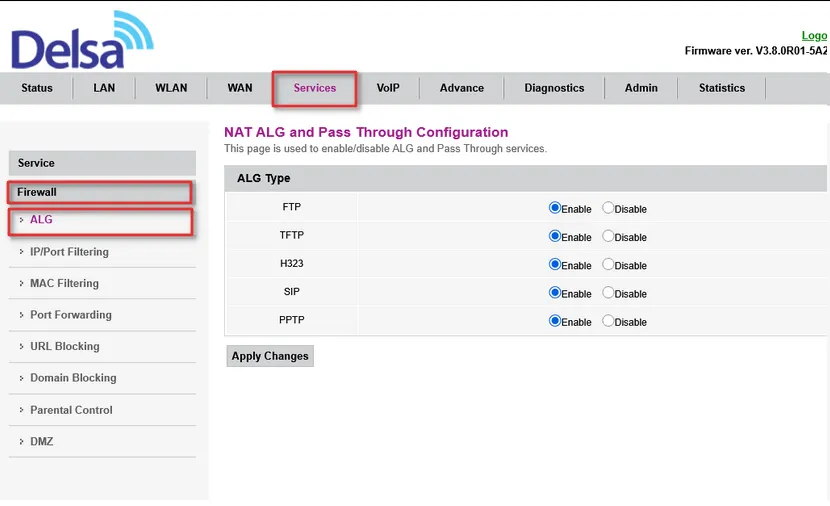 Delsa
Logo
Firmware ver. V3.8.0R01-5A2
Status LAN WLAN WAN Services VoIP Advance Diagnostics Admin Statistics
Service
Firewall
ALG
IP/Port Filtering
MAC Filtering
Port Forwarding
URL Blocking
Domain Blocking
Parental Control
DMZ
NAT ALG and Pass Through Configuration
This page is used to enable/disable ALG and Pass Through services.
ALG Type
FTP Enable Disable
TFTP Enable Disable
H323 Enable Disable
SIP Enable Disable
PPTP Enable Disable
Apply Changes